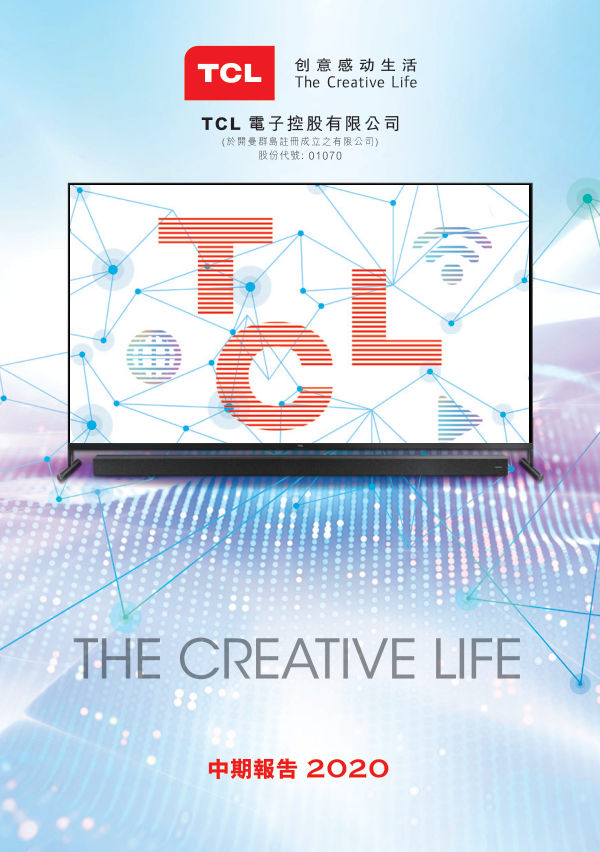 TCL
创意感动生活
The Creative Life
TCL 電子控股有限公司
(於開曼群島註冊成立之有限公司)
股份代號: 01070
T
L
C
THE CREATIVE LIFE
中期報告 2020